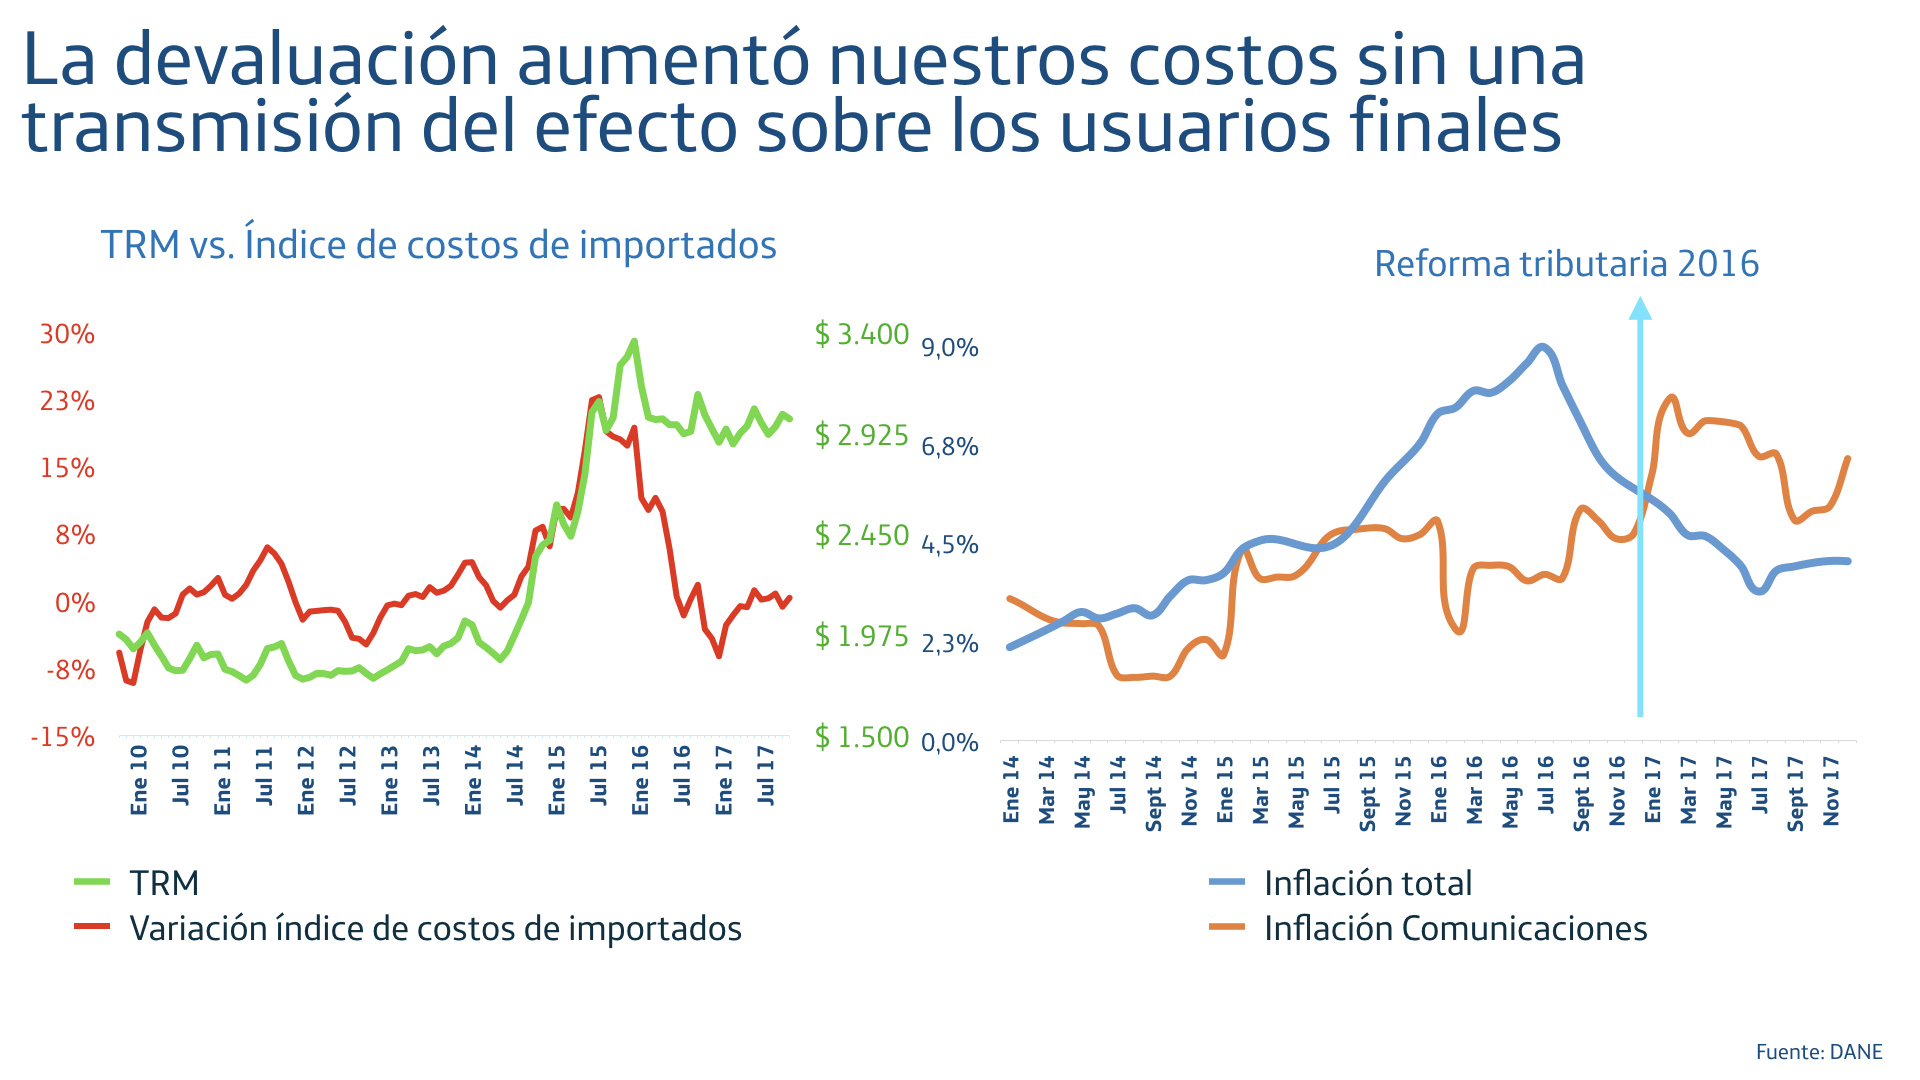 La devaluación aumentó nuestros costos sin una
transmisión del efecto sobre los usuarios finales
TRM vs. Índice de costos de importados
30%
23%
15%
8%
0%
-8%
-15%
$ 3.400
$ 2.925
$ 2.450
$ 1.975
$ 1.500
Ene 10
Jul 10
Ene 11
Jul 11
Ene 12
Jul 12
Ene 13
Jul 13
Ene 14
Jul 14
Ene 15
Jul 15
Ene 16
Jul 16
Ene 17
Jul 17
TRM
Variación índice de costos de importados
Reforma tributaria 2016
9,0%
6,8%
4,5%
2,3%
0,0%
Ene 14
Mar 14
May 14
Jul 14
Sept 14
Nov 14
Ene 15
Mar 15
May 15
Jul 15
Sept 15
Nov 15
Ene 16
Mar 16
May 16
Jul 16
Sept 16
Nov 16
Ene 17
Mar 17
May 17
Jul 17
Sept 17
Nov 17
Inflación total
Inflación Comunicaciones
Fuente: DANE